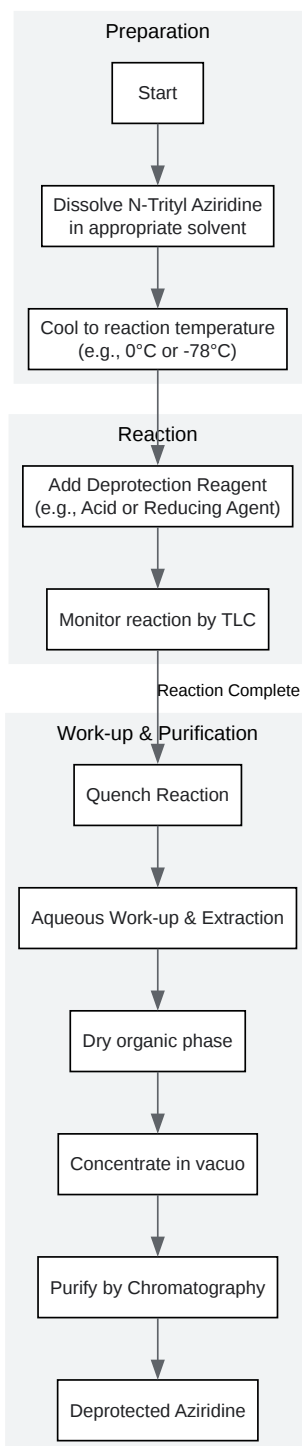 Preparation
Start
Dissolve N-Trityl Aziridine
in appropriate solvent
Cool to reaction temperature
(e.g., 0°C or -78°C)
Reaction
Add Deprotection Reagent
(e.g., Acid or Reducing Agent)
Monitor reaction by TLC
Reaction Complete
Work-up & Purification
Quench Reaction
Aqueous Work-up & Extraction
Dry organic phase
Concentrate in vacuo
Purify by Chromatography
Deprotected Aziridine